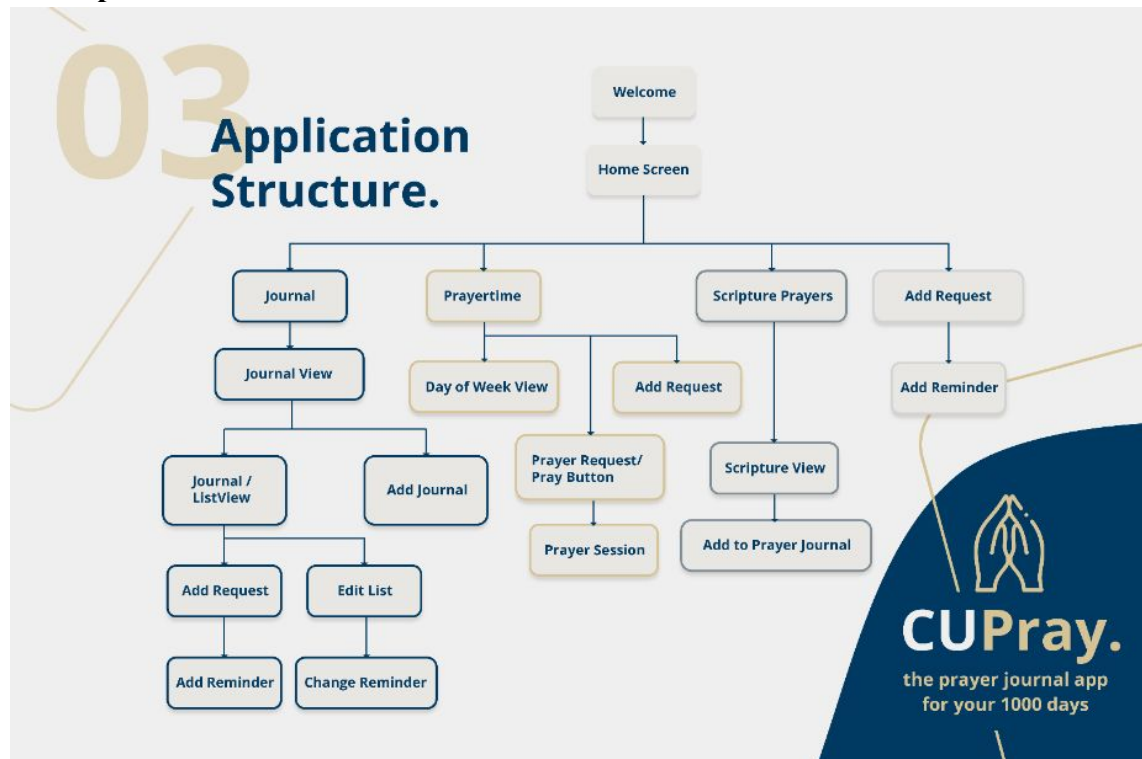 03
Application
Structure.
Welcome
Home Screen
Journal
Prayertime
Scripture Prayers
Add Request
Journal View
Day of Week View
Add Request
Add Reminder
Journal /
ListView
Add Journal
Prayer Request/
Pray Button
Scripture View
Prayer Session
Add to Prayer Journal
Add Request
Edit List
Add Reminder
Change Reminder
CUPray.
the prayer journal app
for your 1000 days